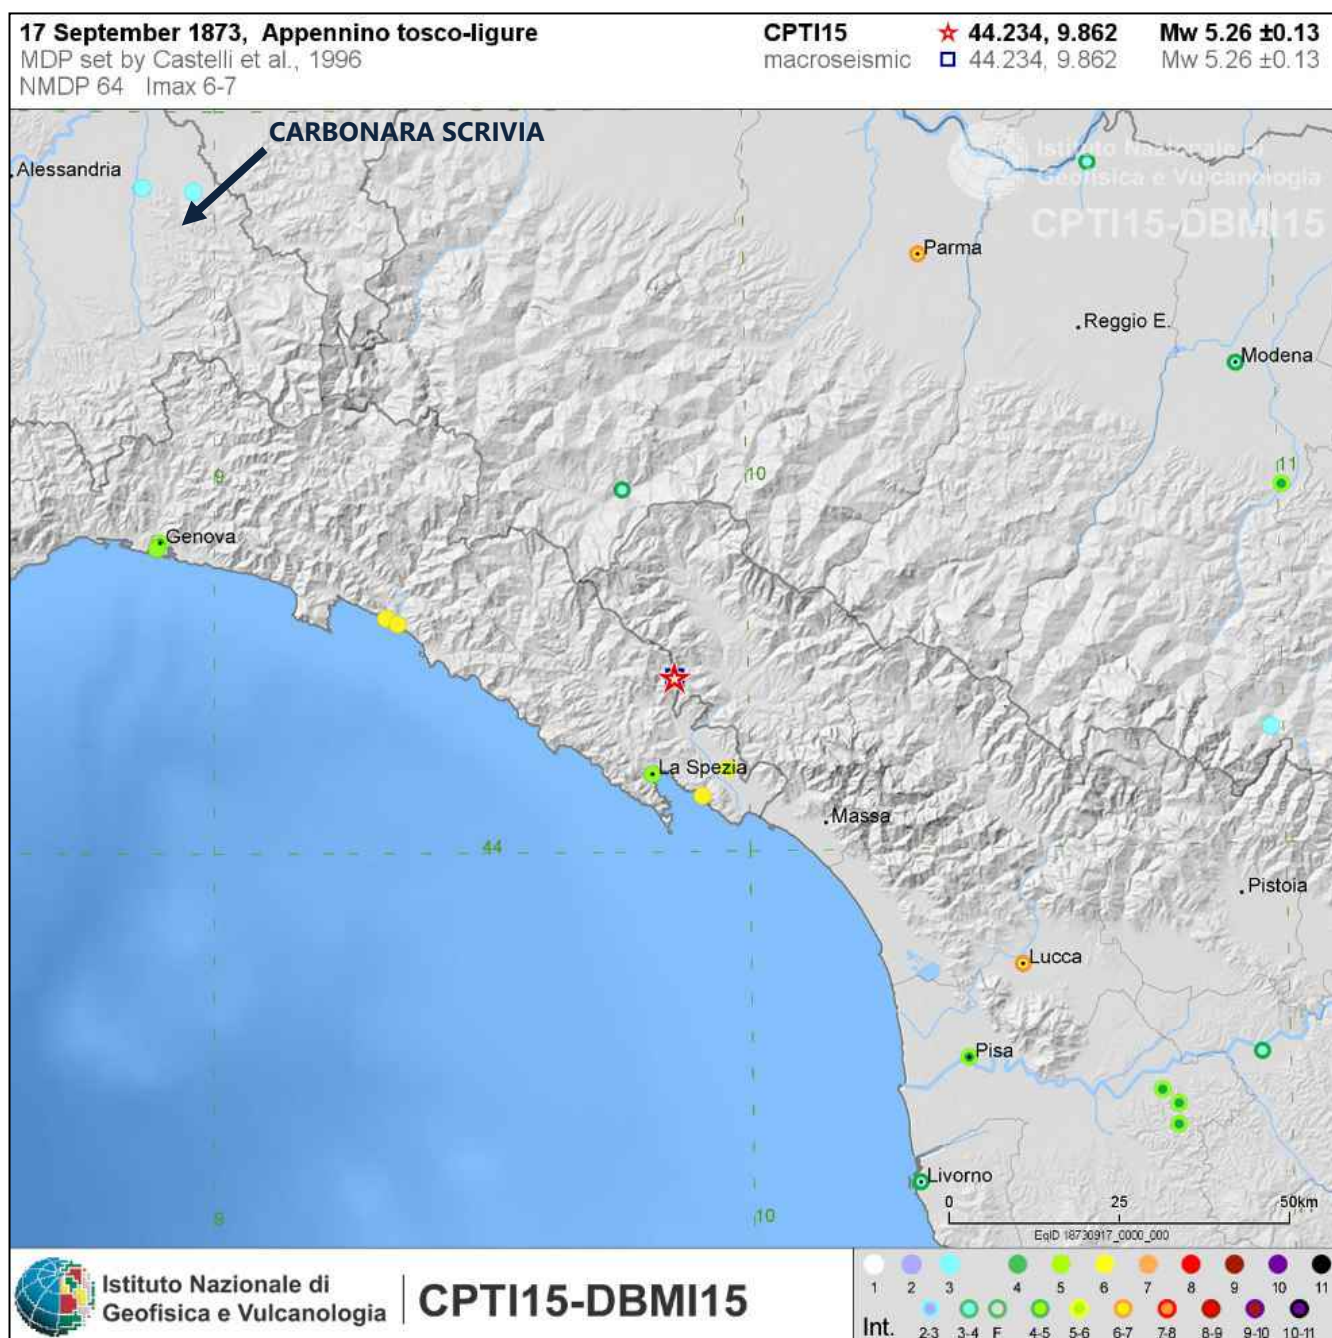 17 September 1873, Appennino tosco-ligure
MDP set by Castelli et al., 1996
NMDP 64 Imax 6-7
CPTI15 44.234, 9.862 Mw 5.26 ±0.13
macroseismic 44.234, 9.862 Mw 5.26 ±0.13
CARBONARA SCRIVIA
Istituto Nazionale di
Geofisica e Vulcanologia
CPTI15-DBMI15
Alessandria
Parma
Reggio E.
Modena
9
10
11
Genova
La Spezia
Massa
44
Pistoia
Lucca
Pisa
Livorno
9
10
0 25 50km
EqID 18730917_0000_000
Istituto Nazionale di
Geofisica e Vulcanologia
CPTI15-DBMI15
1 2 3 4 5 6 7 8 9 10 11
Int. 2-3 3-4 F 4-5 5-6 6-7 7-8 8-9 9-10 10-11